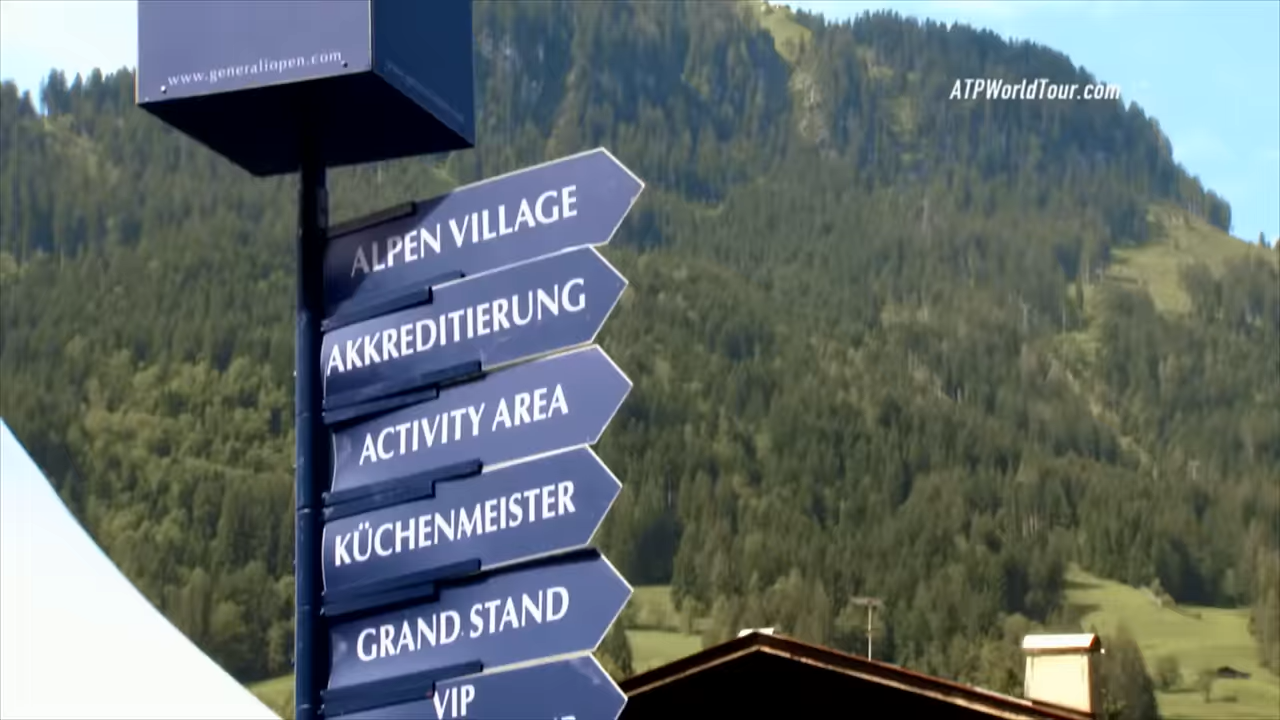 www.generaliopen.com
ATPWorldTour.com
ALPEN VILLAGE
AKKREDITIERUNG
ACTIVITY AREA
KÜCHENMEISTER
GRAND STAND
VIP